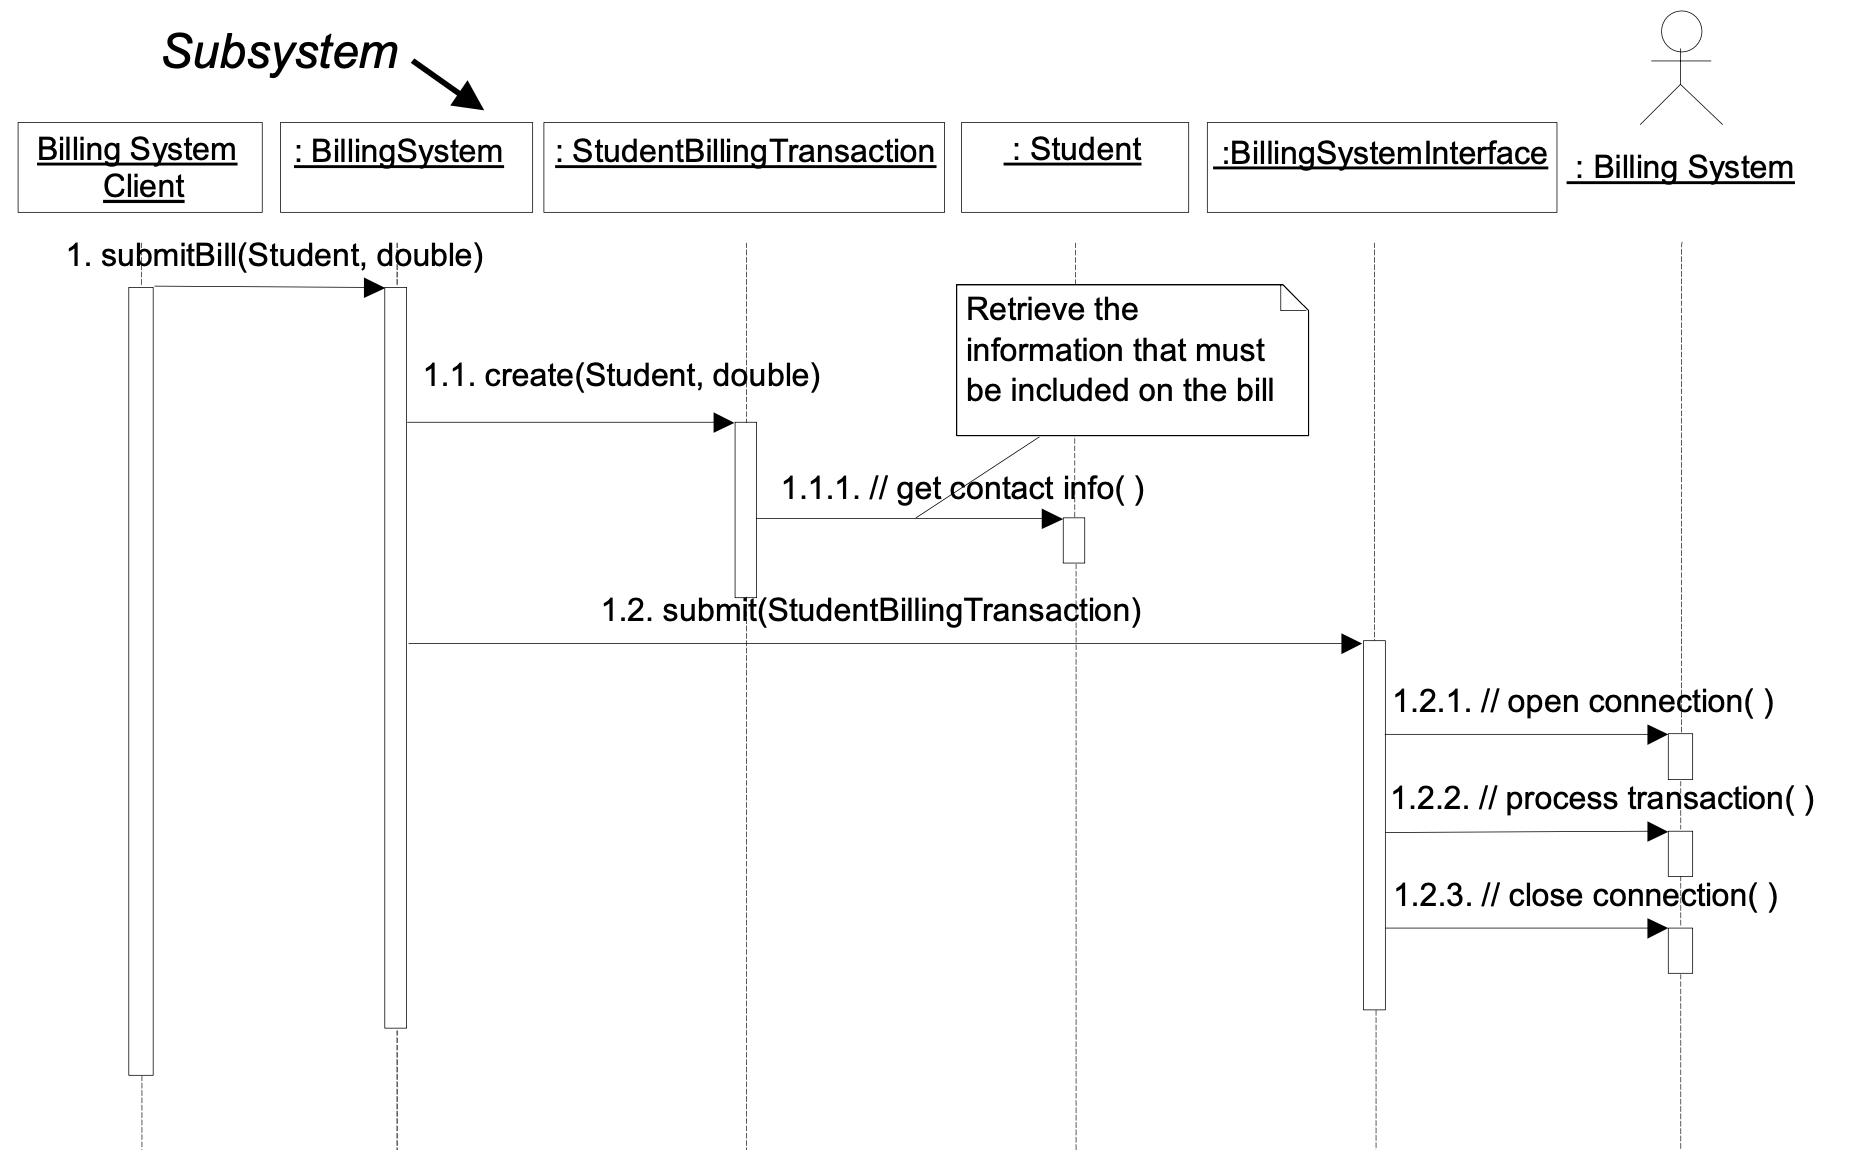 Subsystem
Billing System
Client
: BillingSystem
: StudentBillingTransaction
: Student
:BillingSystemInterface
: Billing System
1. submitBill(Student, double)
Retrieve the
information that must
be included on the bill
1.1. create(Student, double)
1.1.1. // get contact info( )
1.2. submit(StudentBillingTransaction)
1.2.1. // open connection( )
1.2.2. // process transaction( )
1.2.3. // close connection( )